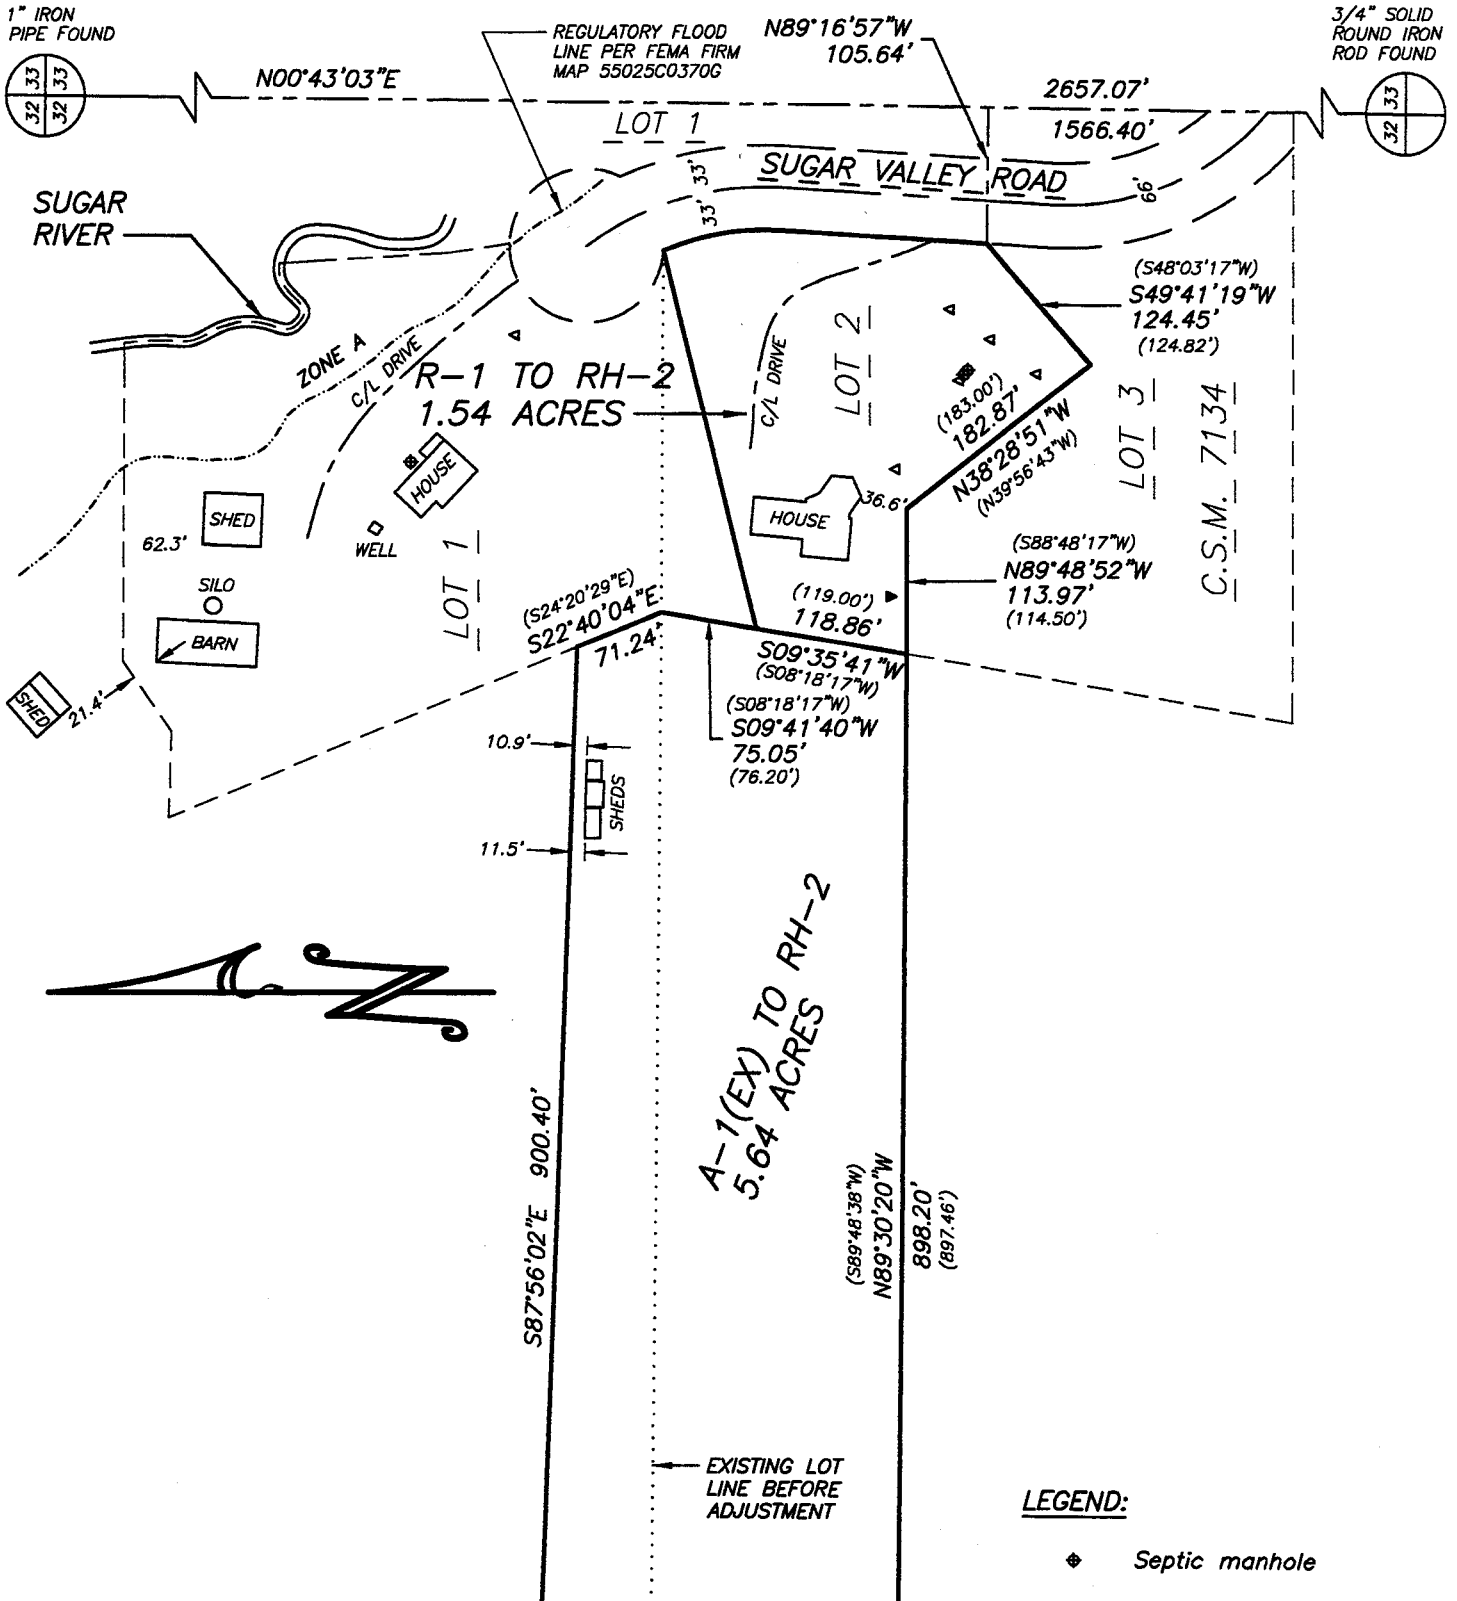 1" IRON
PIPE FOUND
33 33
32 32
N00°43'03"E
REGULATORY FLOOD
LINE PER FEMA FIRM
MAP 55025C0370G
N89°16'57"W
105.64'
2657.07'
1566.40'
3/4" SOLID
ROUND IRON
ROD FOUND
33
32
LOT 1
SUGAR VALLEY ROAD
33'
33'
66'
SUGAR
RIVER
ZONE A
C/L DRIVE
R-1 TO RH-2
1.54 ACRES
C/L DRIVE
LOT 2
(S48°03'17"W)
S49°41'19"W
124.45'
(124.82')
(183.00')
182.87'
N38°28'51"W
(N39°56'43"W)
LOT 3
C.S.M. 7134
HOUSE
HOUSE
36.6'
SHED
62.3'
WELL
SILO
BARN
SHED
21.4'
LOT 1
(S24°20'29"E)
S22°40'04"E
71.24'
(119.00')
118.86'
S09°35'41"W
(S08°18'17"W)
(S08°18'17"W)
S09°41'40"W
75.05'
(76.20')
(S88°48'17"W)
N89°48'52"W
113.97'
(114.50')
10.9'
SHEDS
11.5'
N
A-1(EX) TO RH-2
5.64 ACRES
S87°56'02"E 900.40'
(S89°48'38"W)
N89°30'20"W
898.20'
(897.46')
EXISTING LOT
LINE BEFORE
ADJUSTMENT
LEGEND:
Septic manhole